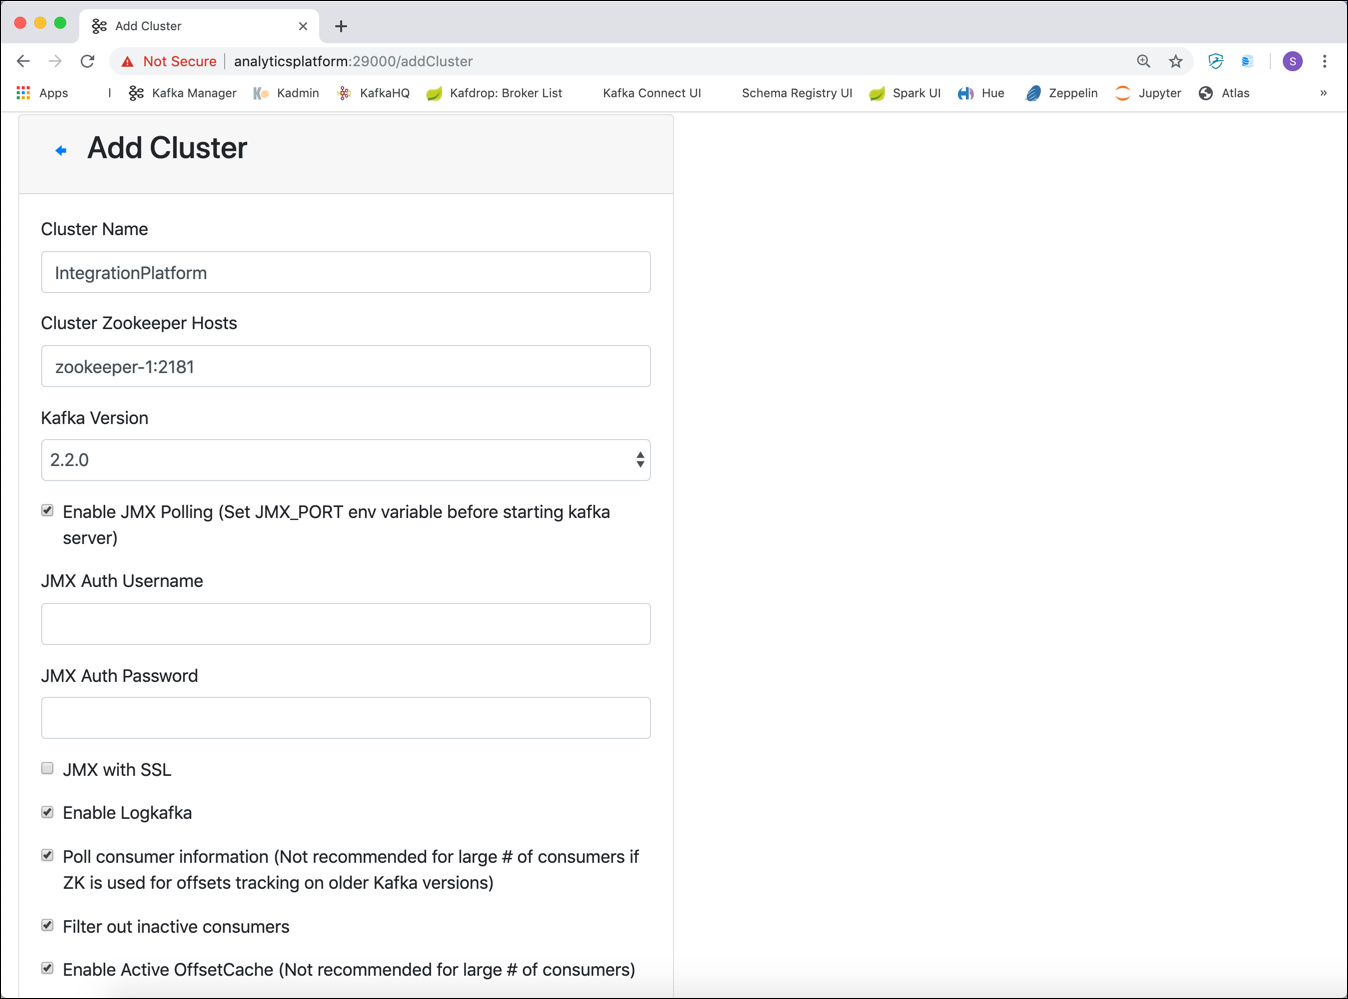 Add Cluster
Not Secure analyticsplatform:29000/addCluster
S
Apps Kafka Manager Kadmin KafkaHQ Kafdrop: Broker List Kafka Connect UI Schema Registry UI Spark UI Hue Zeppelin Jupyter Atlas »
Add Cluster
Cluster Name
IntegrationPlatform
Cluster Zookeeper Hosts
zookeeper-1:2181
Kafka Version
2.2.0
Enable JMX Polling (Set JMX_PORT env variable before starting kafka
server)
JMX Auth Username
JMX Auth Password
JMX with SSL
Enable Logkafka
Poll consumer information (Not recommended for large # of consumers if
ZK is used for offsets tracking on older Kafka versions)
Filter out inactive consumers
Enable Active OffsetCache (Not recommended for large # of consumers)